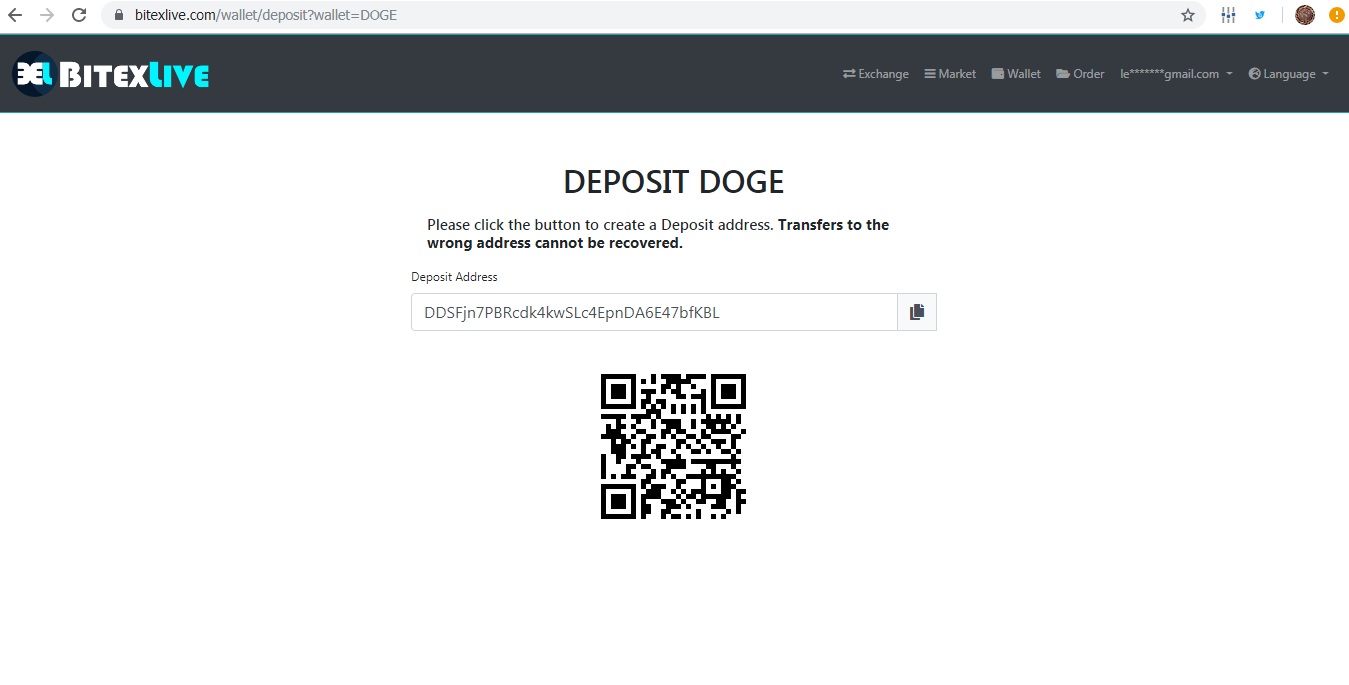 bitexlive.com/wallet/deposit?wallet=DOGE
BITEXLIVE
Exchange Market Wallet Order le*******gmail.com Language
DEPOSIT DOGE
Please click the button to create a Deposit address. Transfers to the
wrong address cannot be recovered.
Deposit Address
DDSFjn7PBRcdk4kwSLc4EpnDA6E47bfKBL